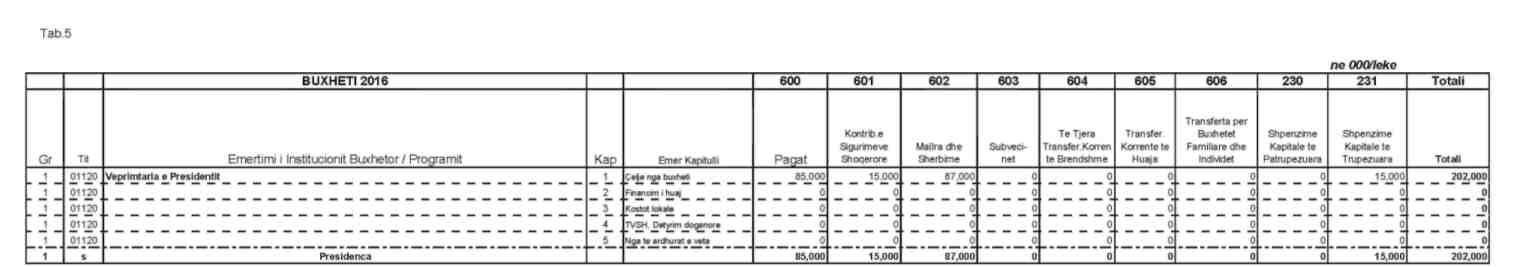 Tab.5
ne 000/leke
BUXHETI 2016 600 601 602 603 604 605 606 230 231 Totali
Gr Tit Emertimi i Institucionit Buxhetor / Programit Kap Emer Kapitulli Pagat Kontrib.e Sigurimeve Shoqerore Mallra dhe Sherbime Subveci-net Te Tjera Transfer.Korren te Brendshme Transfer. Korrente te Huaja Transferta per Buxhetet Familiare dhe Individet Shpenzime Kapitale te Patrupezuara Shpenzime Kapitale te Trupezuara Totali
1 01120 Veprimtaria e Presidentit 1 Çelje nga buxheti 85,000 15,000 87,000 0 0 0 0 0 15,000 202,000
1 01120 2 Financim i huaj 0 0 0 0 0 0 0 0 0 0
1 01120 3 Kostot lokale 0 0 0 0 0 0 0 0 0 0
1 01120 4 TVSH, Detyrim doganore 0 0 0 0 0 0 0 0 0 0
1 01120 5 Nga te ardhurat e veta 0 0 0 0 0 0 0 0 0 0
1 s Presidenca 85,000 15,000 87,000 0 0 0 0 0 15,000 202,000